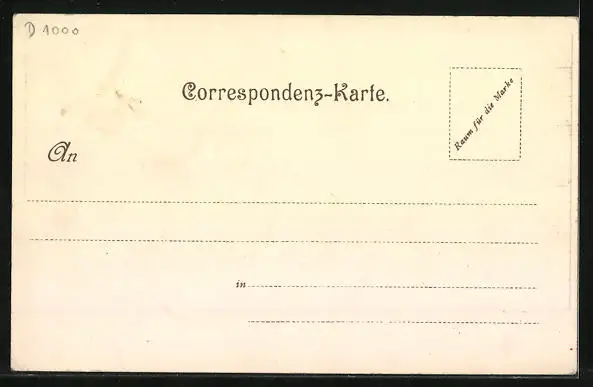 D 1000
Correspondenz-Karte.
Raum für die Marke
An
in